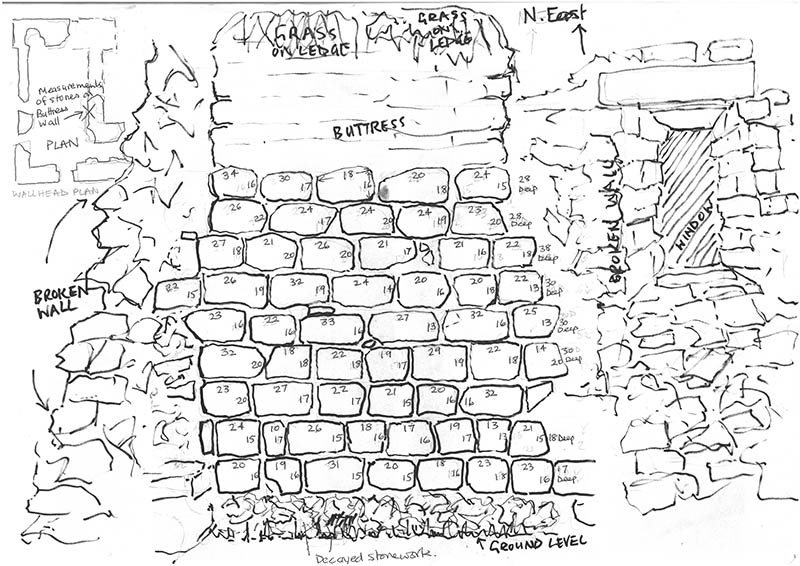 GRASS
ON LEDGE
GRASS
ON
LEDGE
N. East
Measurements
of stones on
Buttress
Wall
PLAN
WALLHEAD PLAN
BUTTRESS
BROKEN
WALL
BROKEN WALL
WINDOW
34 16 30 17 18 16 20 18 24 15 28
Deep
26 22 24 17 24 20 24 19 23 20 28
Deep
27 18 21 20 26 20 21 17 21 16 22 18 38
Deep
22 15 26 19 32 19 24 14 20 16 20 18 22 13 30
Deep
23 16 22 16 33 16 27 13 32 16 25 13 30
Deep
32 20 18 18 22 18 19 17 29 19 22 18 14 20 30
Deep
23 20 27 17 22 17 21 15 20 16 32 16
24 15 10 17 26 15 18 16 17 16 19 17 13 13 21 15 18 Deep
20 16 19 16 31 15 20 15 18 16 23 18 23 16 17
Deep
GROUND LEVEL
Decayed stonework.